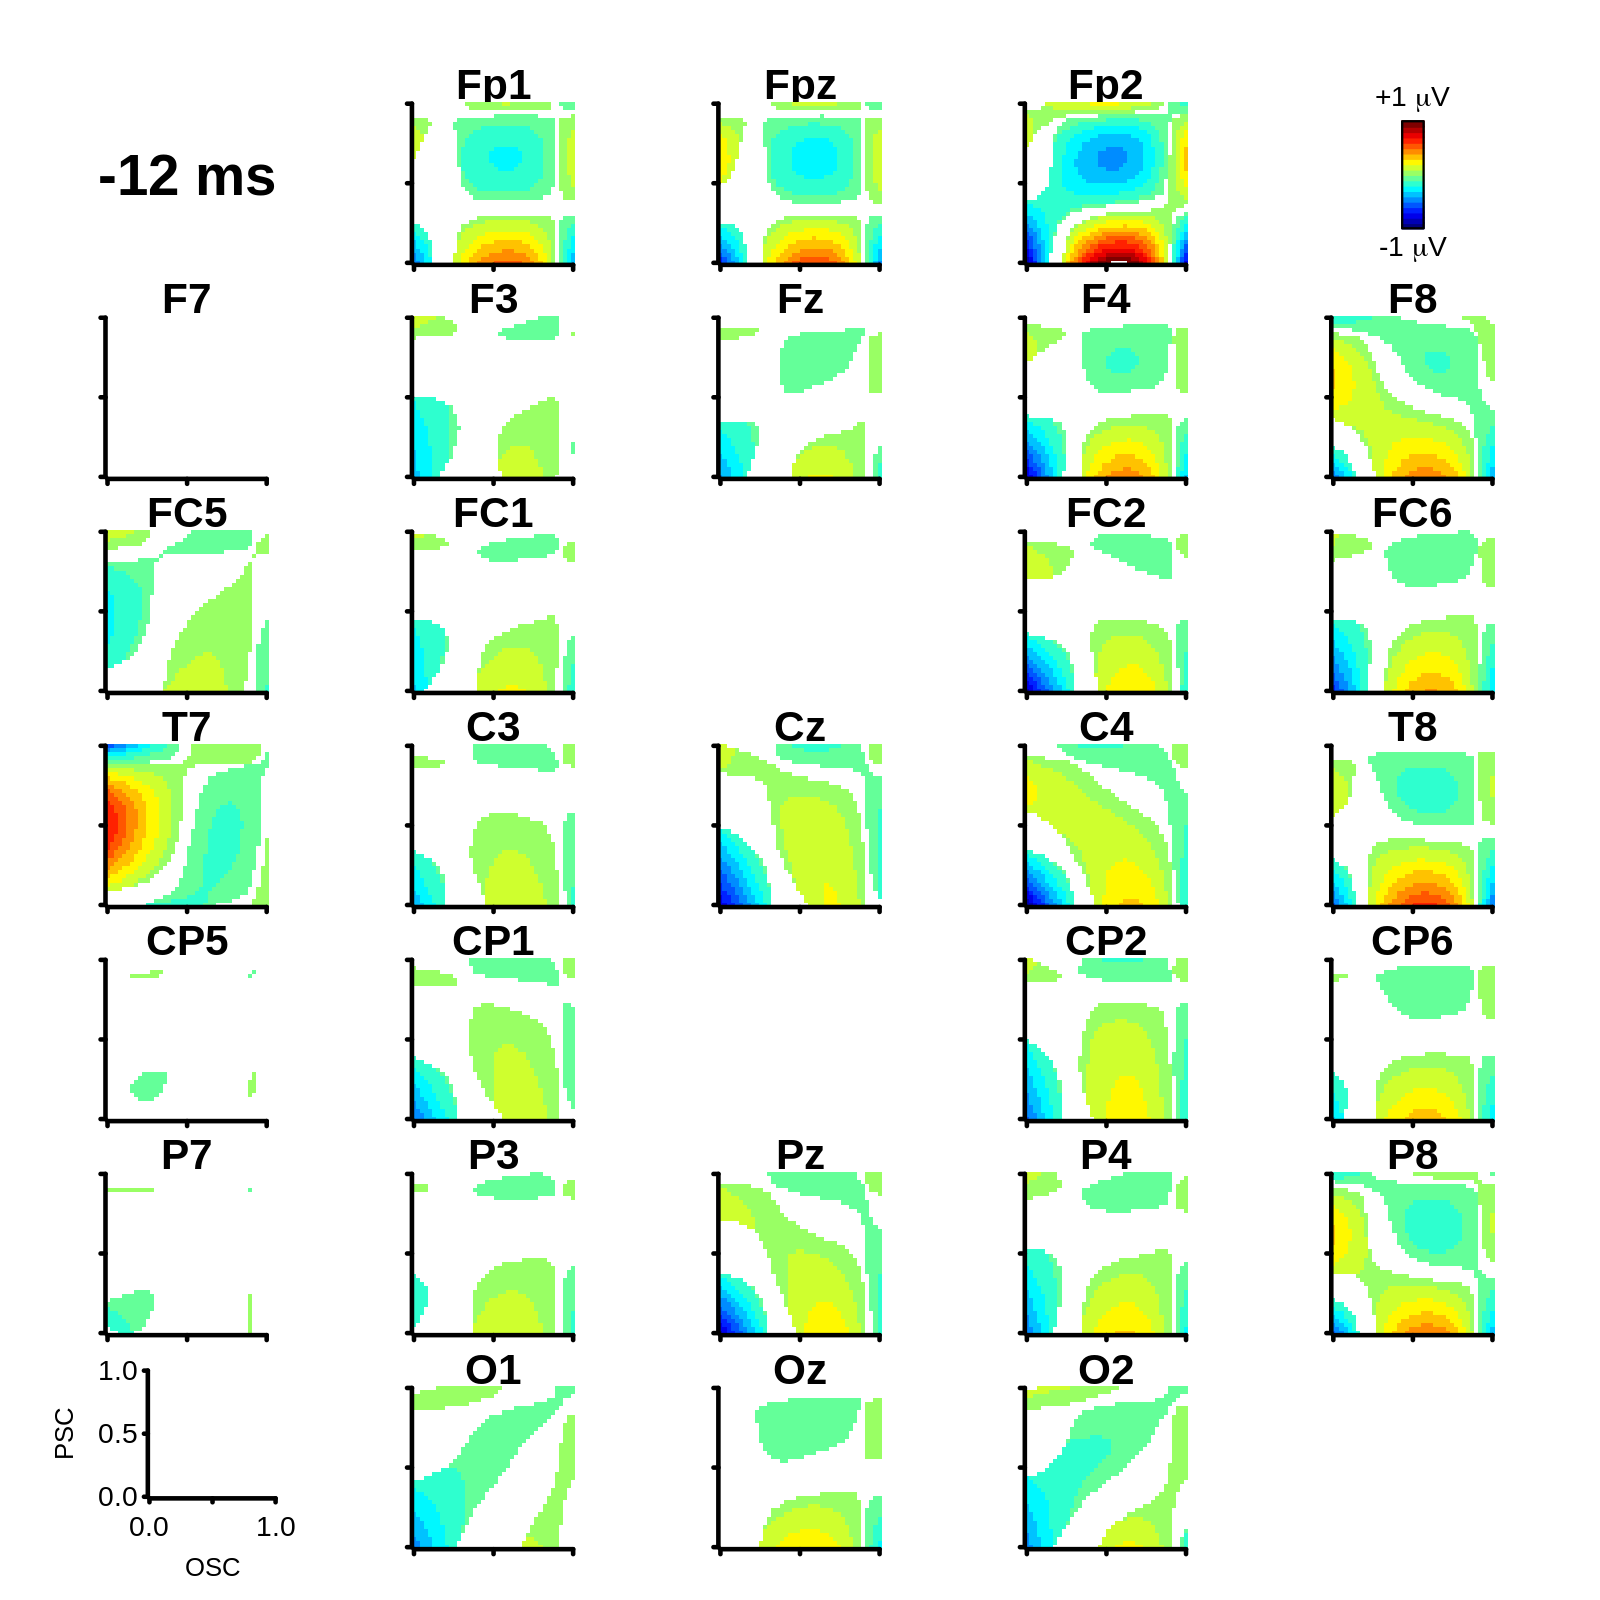 Fp1 Fpz Fp2
+1 μV
-12 ms
-1 μV
F7 F3 Fz F4 F8
FC5 FC1 FC2 FC6
T7 C3 Cz C4 T8
CP5 CP1 CP2 CP6
P7 P3 Pz P4 P8
O1 Oz O2
1.0
PSC
0.5
0.0
0.0 1.0
OSC